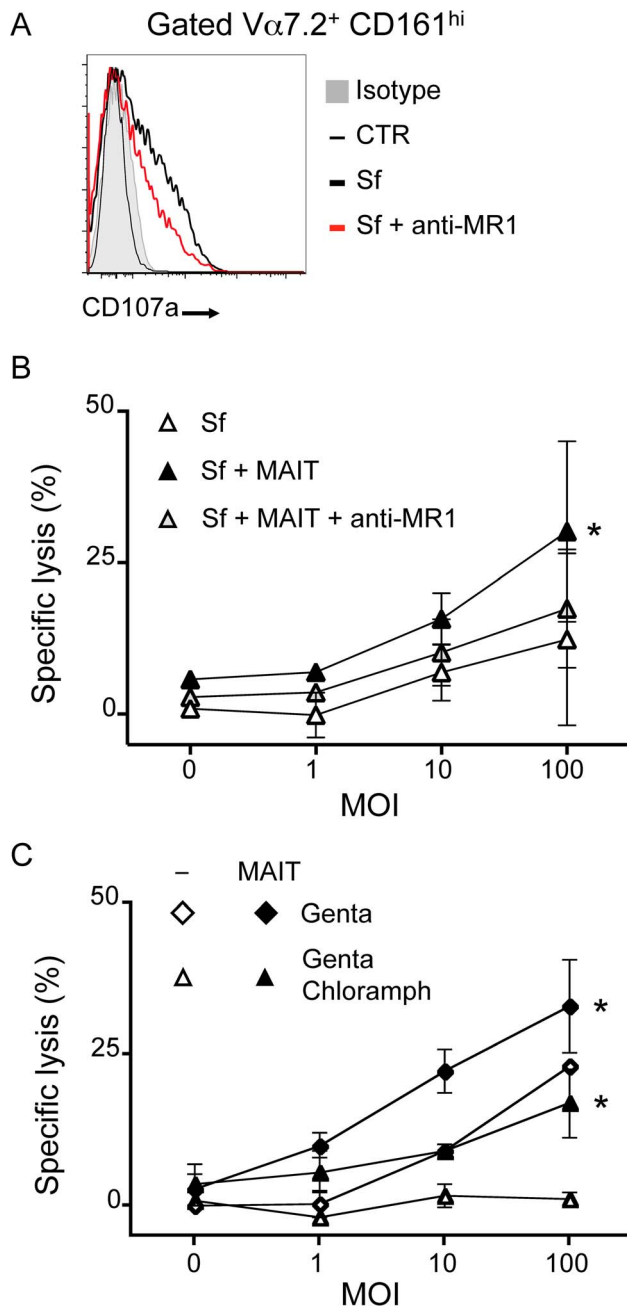 A
Gated Vα7.2+ CD161hi
Isotype
CTR
Sf
Sf + anti-MR1
CD107a
B
50
25
0
Specific lysis (%)
Sf
Sf + MAIT
Sf + MAIT + anti-MR1
*
0 1 10 100
MOI
C
– MAIT
Genta
Genta
Chloramph
50
25
0
Specific lysis (%)
*
*
0 1 10 100
MOI